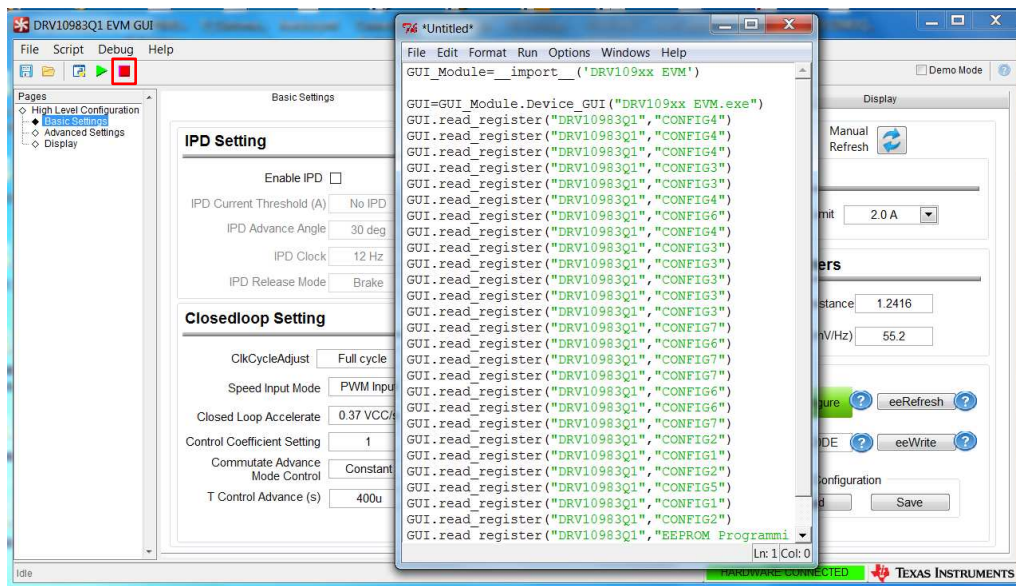 DRV10983Q1 EVM GUI
File Script Debug Help
Demo Mode
Pages
High Level Configuration
Basic Settings
Advanced Settings
Display
Basic Settings
IPD Setting
Enable IPD
IPD Current Threshold (A) No IPD
IPD Advance Angle 30 deg
IPD Clock 12 Hz
IPD Release Mode Brake
Closedloop Setting
ClkCycleAdjust Full cycle
Speed Input Mode PWM Inpu
Closed Loop Accelerate 0.37 VCC/s
Control Coefficient Setting 1
Commutate Advance
Mode Control Constant
T Control Advance (s) 400u
*Untitled*
File Edit Format Run Options Windows Help
GUI_Module=__import__('DRV109xx EVM')
GUI=GUI_Module.Device_GUI("DRV109xx EVM.exe")
GUI.read_register("DRV10983Q1","CONFIG4")
GUI.read_register("DRV10983Q1","CONFIG4")
GUI.read_register("DRV10983Q1","CONFIG4")
GUI.read_register("DRV10983Q1","CONFIG3")
GUI.read_register("DRV10983Q1","CONFIG3")
GUI.read_register("DRV10983Q1","CONFIG4")
GUI.read_register("DRV10983Q1","CONFIG6")
GUI.read_register("DRV10983Q1","CONFIG4")
GUI.read_register("DRV10983Q1","CONFIG3")
GUI.read_register("DRV10983Q1","CONFIG3")
GUI.read_register("DRV10983Q1","CONFIG3")
GUI.read_register("DRV10983Q1","CONFIG3")
GUI.read_register("DRV10983Q1","CONFIG3")
GUI.read_register("DRV10983Q1","CONFIG7")
GUI.read_register("DRV10983Q1","CONFIG6")
GUI.read_register("DRV10983Q1","CONFIG7")
GUI.read_register("DRV10983Q1","CONFIG7")
GUI.read_register("DRV10983Q1","CONFIG6")
GUI.read_register("DRV10983Q1","CONFIG6")
GUI.read_register("DRV10983Q1","CONFIG7")
GUI.read_register("DRV10983Q1","CONFIG2")
GUI.read_register("DRV10983Q1","CONFIG1")
GUI.read_register("DRV10983Q1","CONFIG2")
GUI.read_register("DRV10983Q1","CONFIG5")
GUI.read_register("DRV10983Q1","CONFIG1")
GUI.read_register("DRV10983Q1","CONFIG2")
GUI.read_register("DRV10983Q1","EEPROM Programmi
Ln: 1 Col: 0
Display
Manual
Refresh
mit 2.0 A
ers
stance 1.2416
nV/Hz) 55.2
gure eeRefresh
DE eeWrite
onfiguration
d Save
Idle
HARDWARE CONNECTED
TEXAS INSTRUMENTS